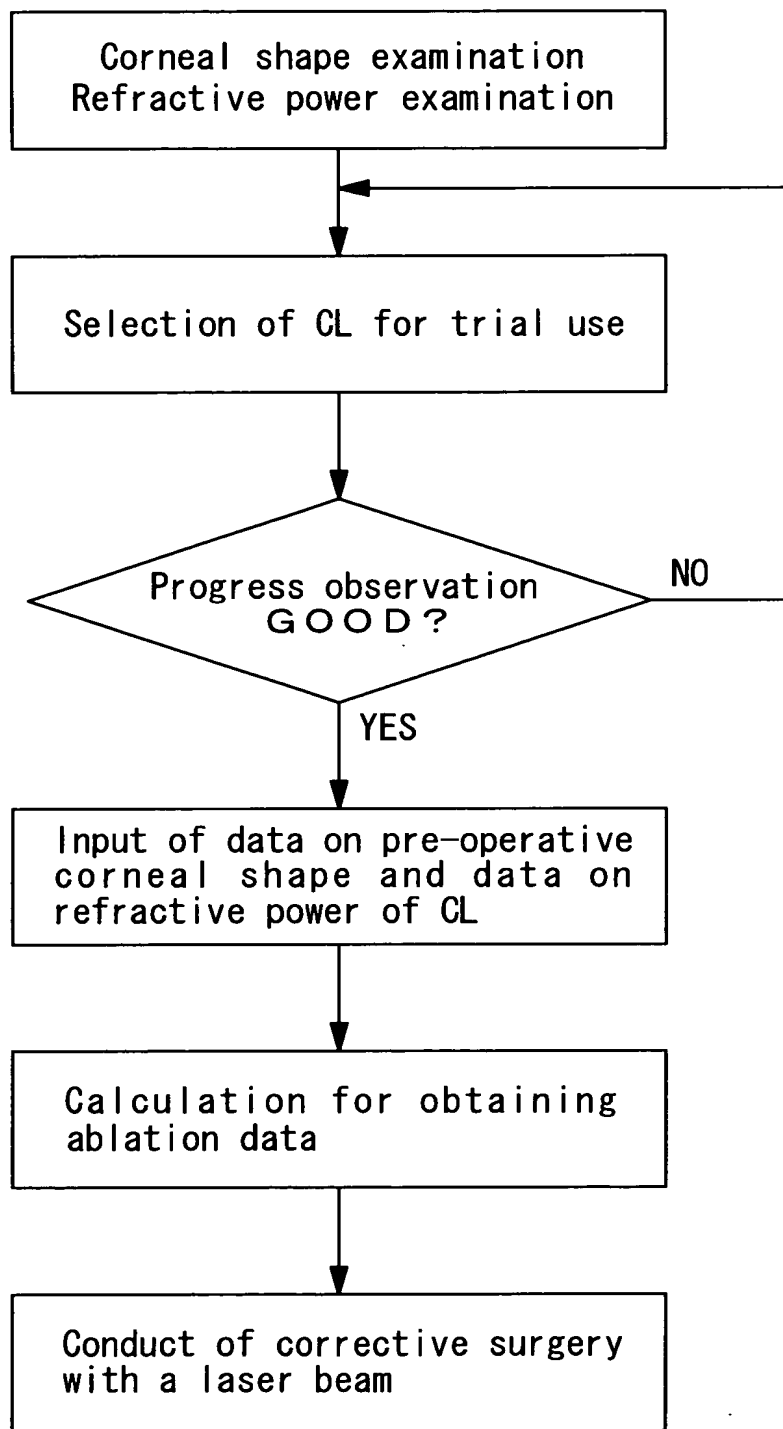 Corneal shape examination
Refractive power examination
Selection of CL for trial use
Progress observation
GOOD?
NO
YES
Input of data on pre-operative
corneal shape and data on
refractive power of CL
Calculation for obtaining
ablation data
Conduct of corrective surgery
with a laser beam